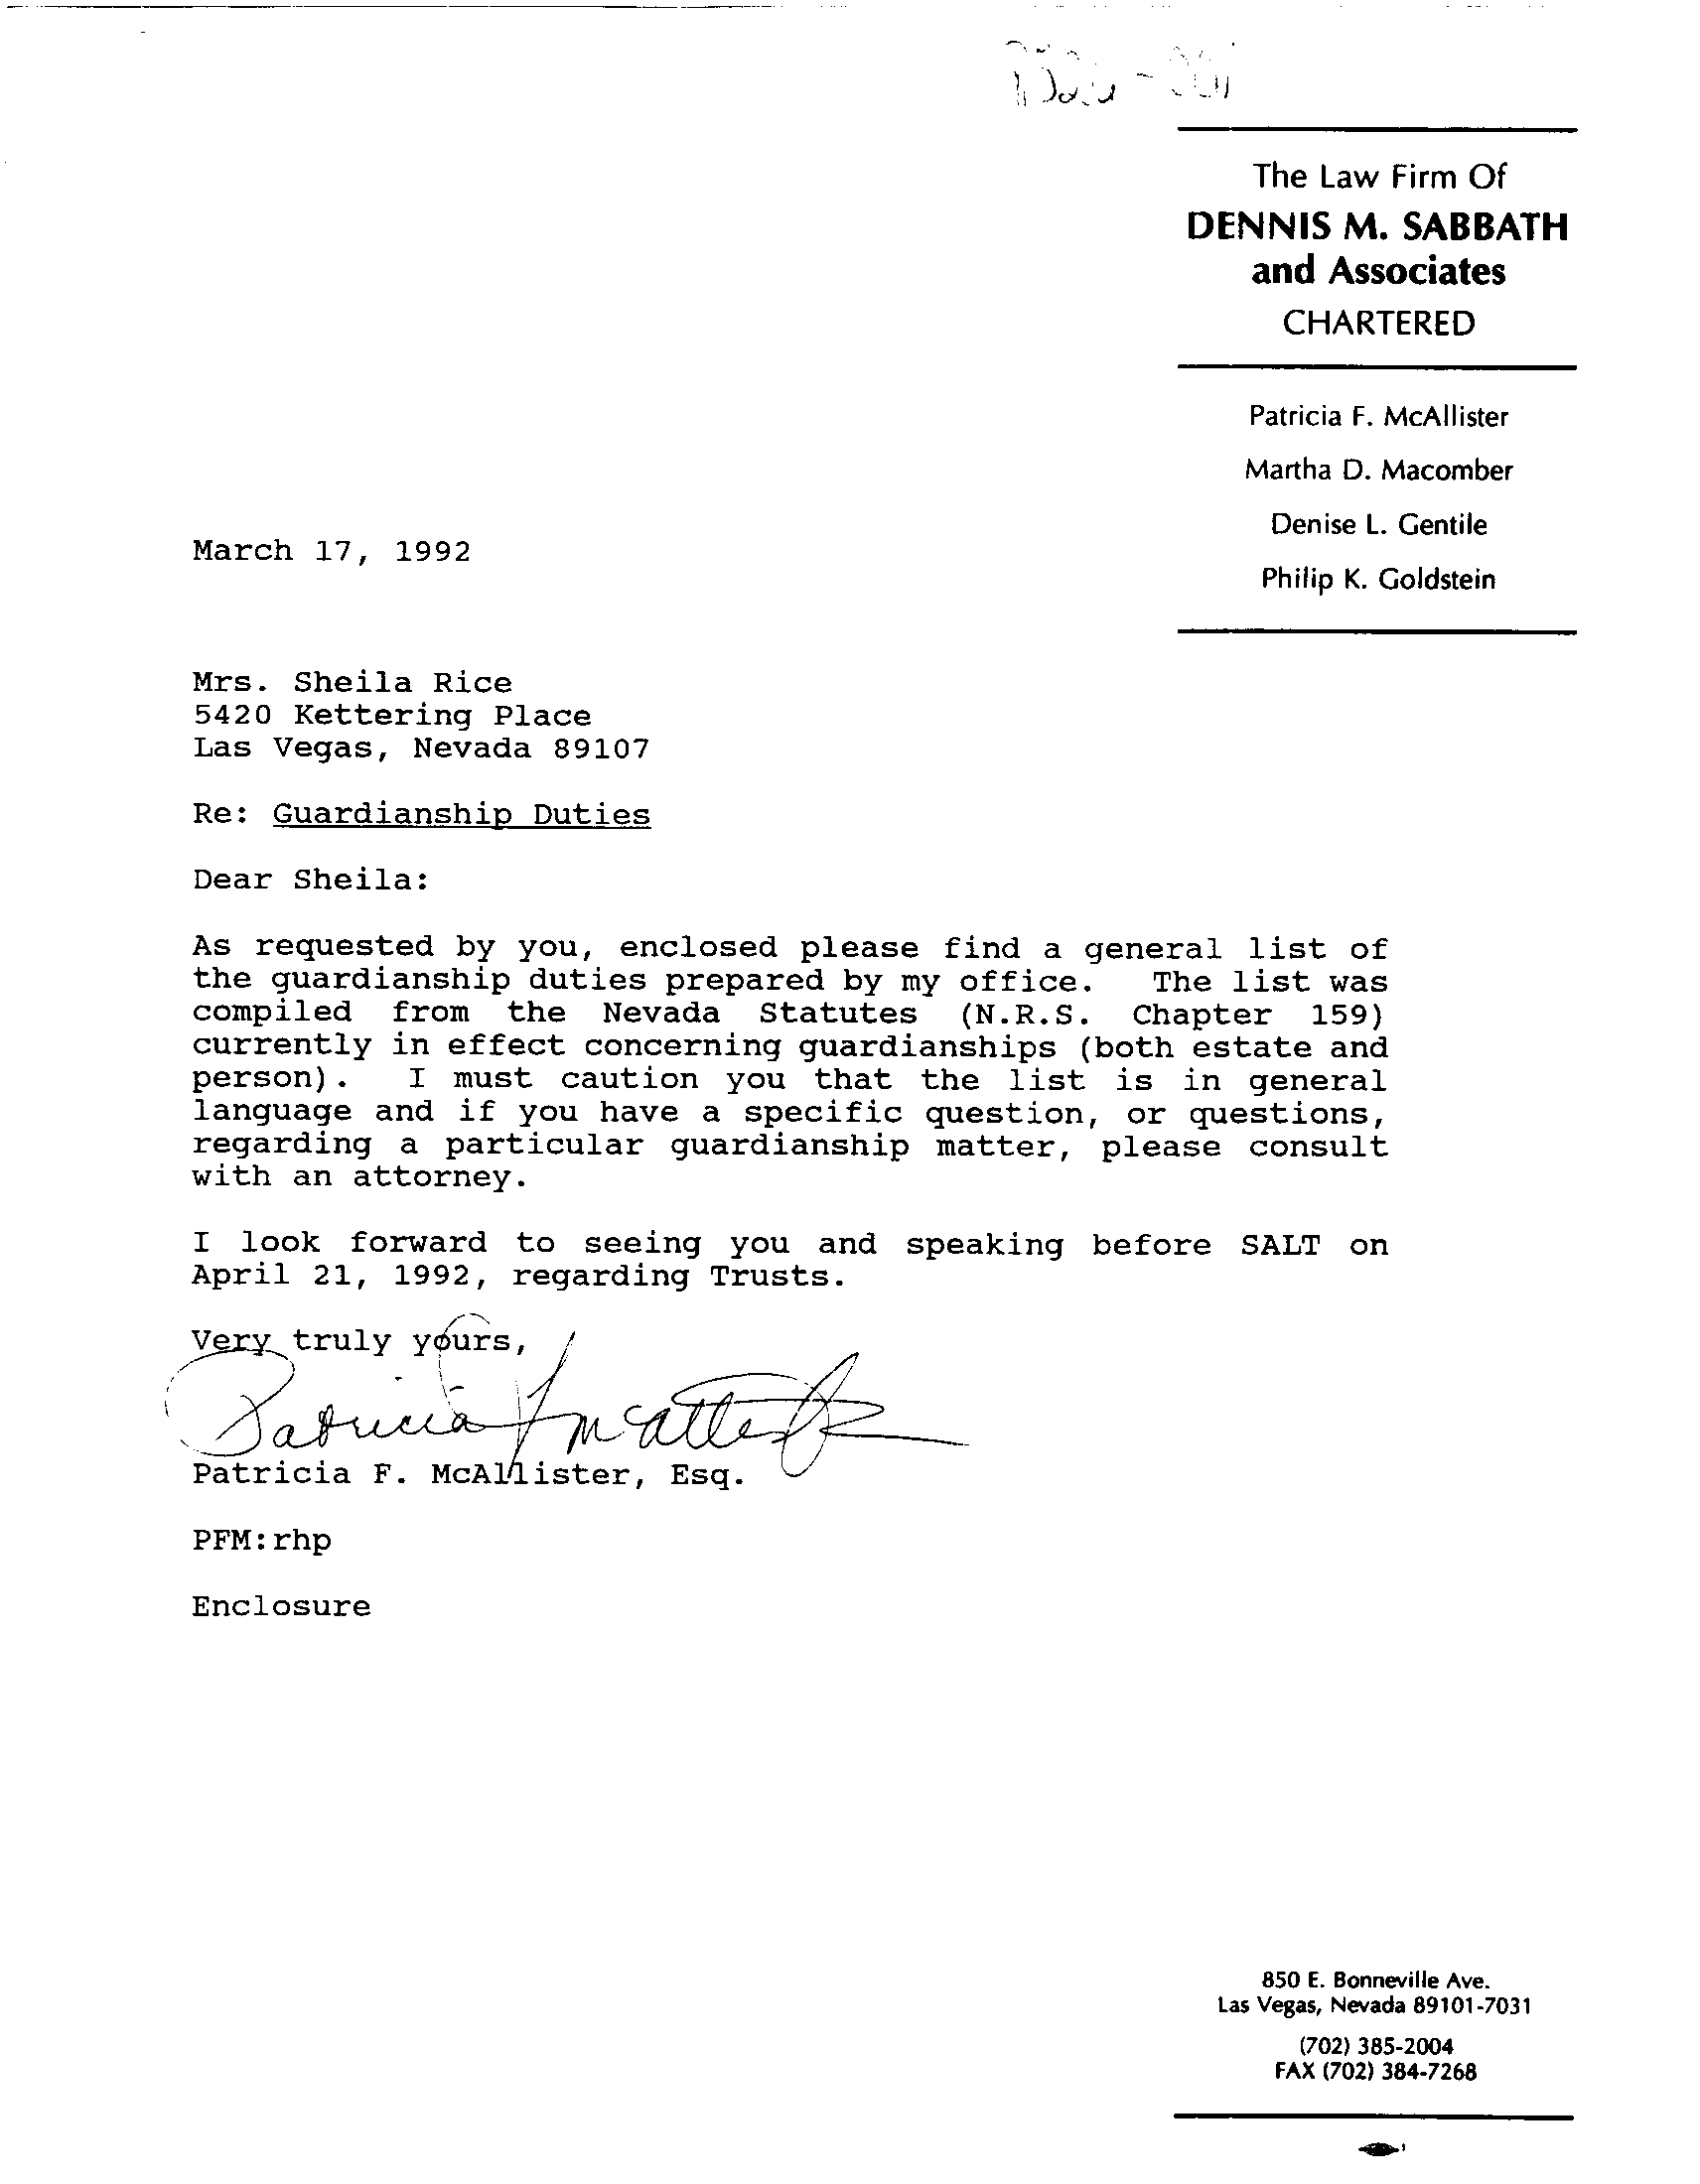 The Law Firm Of
DENNIS M. SABBATH
and Associates
CHARTERED
Patricia F. McAllister
Martha D. Macomber
Denise L. Gentile
Philip K. Goldstein
March 17, 1992
Mrs. Sheila Rice
5420 Kettering Place
Las Vegas, Nevada 89107
Re: Guardianship Duties
Dear Sheila:
As requested by you, enclosed please find a general list of
the guardianship duties prepared by my office. The list was
compiled from the Nevada Statutes (N.R.S. Chapter 159)
currently in effect concerning guardianships (both estate and
person). I must caution you that the list is in general
language and if you have a specific question, or questions,
regarding a particular guardianship matter, please consult
with an attorney.
I look forward to seeing you and speaking before SALT on
April 21, 1992, regarding Trusts.
Very truly yours,
Patricia F McAllister
Patricia F. McAllister, Esq.
PFM:rhp
Enclosure
850 E. Bonneville Ave.
Las Vegas, Nevada 89101-7031
(702) 385-2004
FAX (702) 384-7268